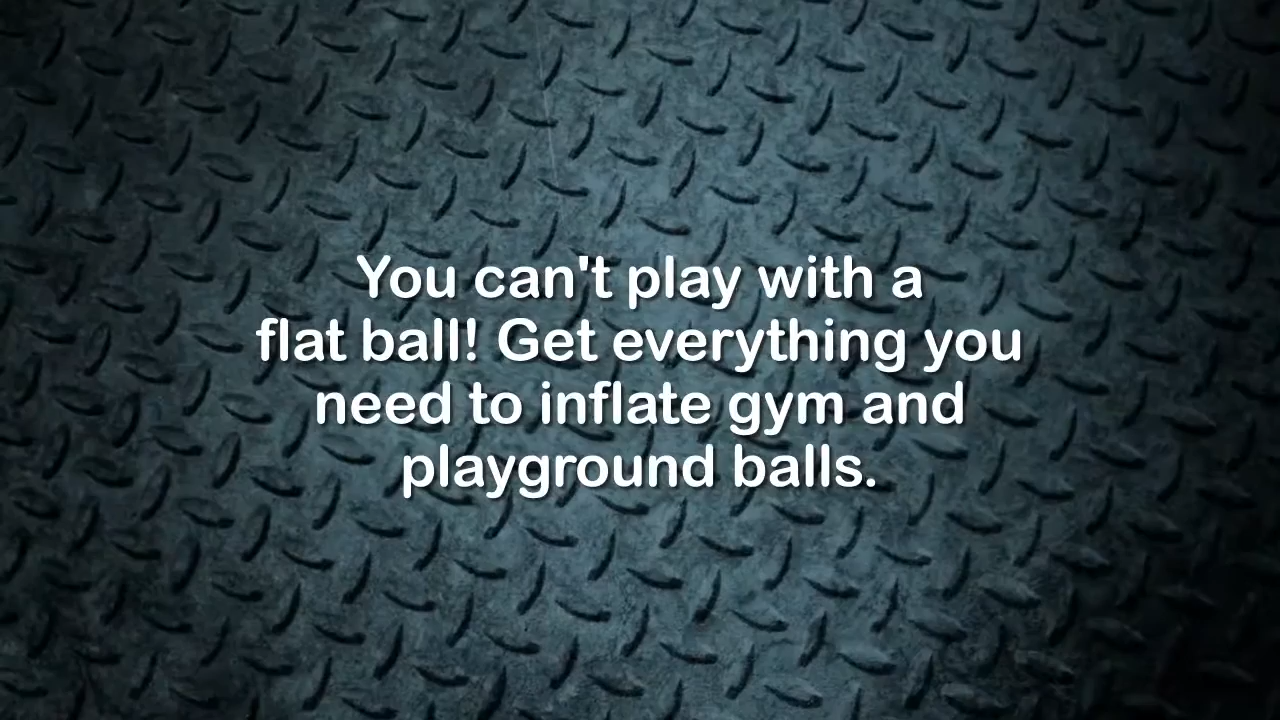 You can't play with a
flat ball! Get everything you
need to inflate gym and
playground balls.